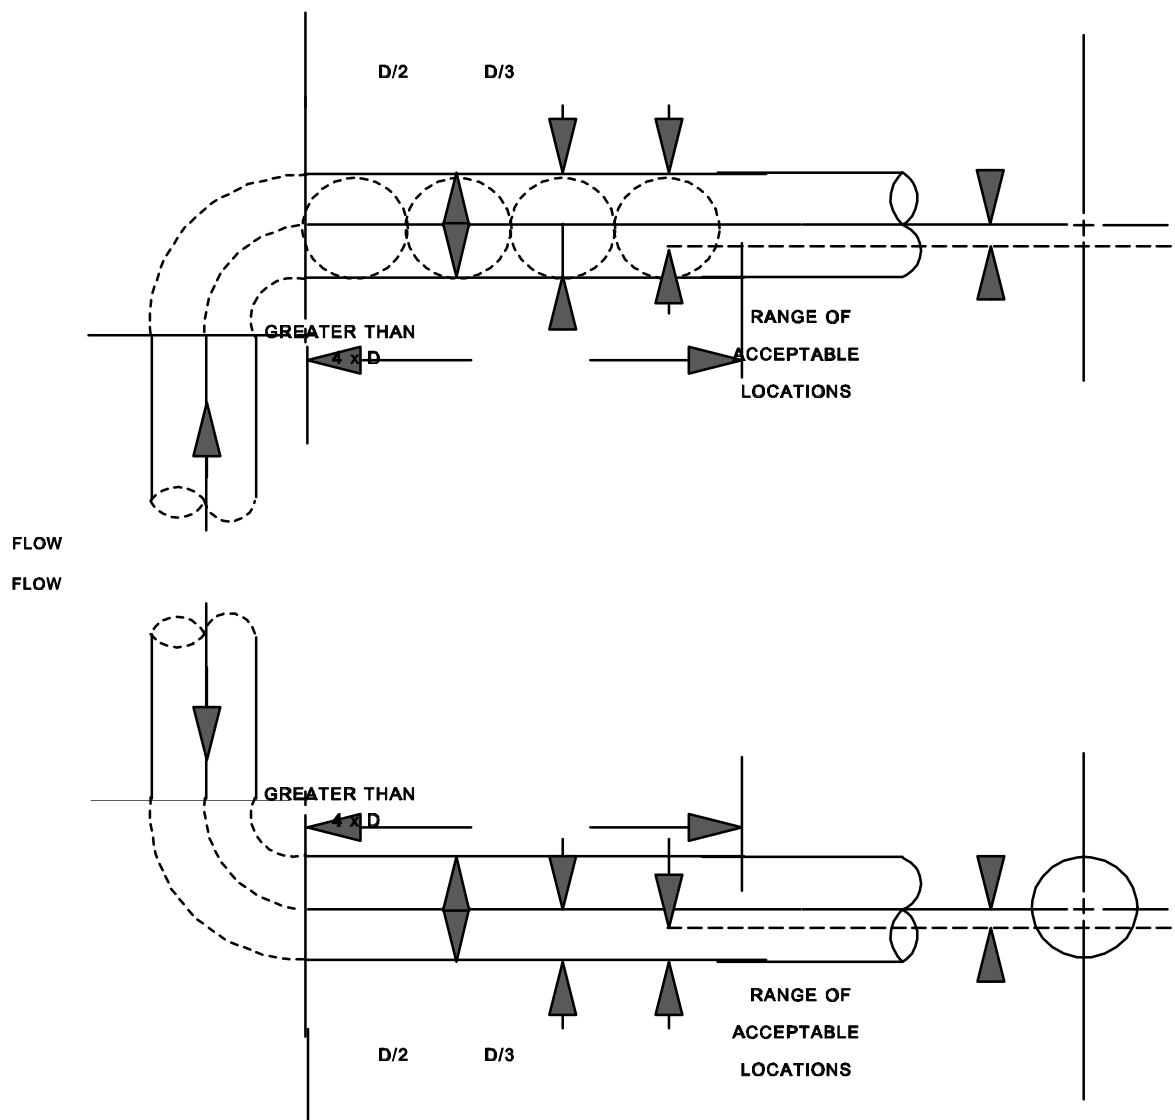 D/2 D/3
GREATER THAN
4 x D
RANGE OF
ACCEPTABLE
LOCATIONS
FLOW
FLOW
GREATER THAN
4 x D
RANGE OF
ACCEPTABLE
LOCATIONS
D/2 D/3